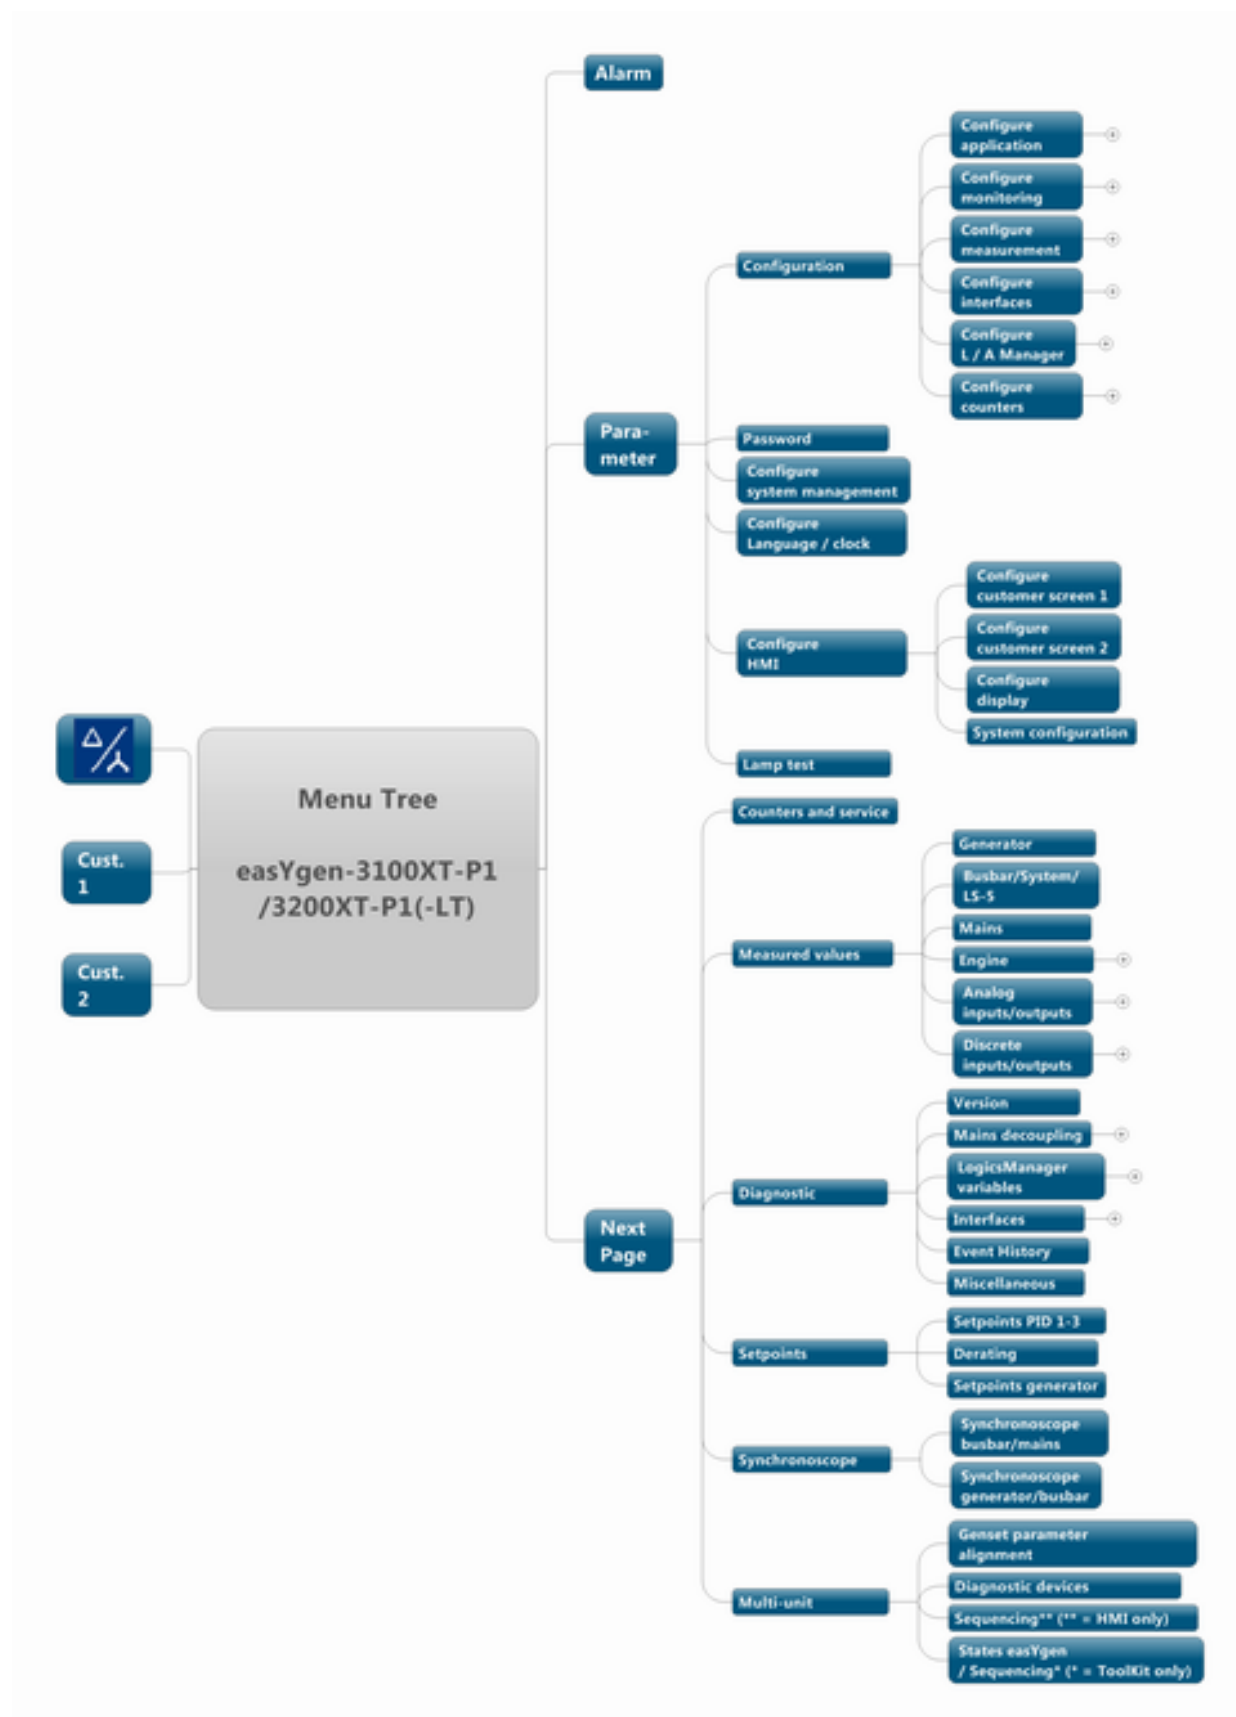 Alarm
Configure
application
Configure
monitoring
Configure
measurement
Configuration
Configure
interfaces
Configure
L / A Manager
Configure
counters
Para-
meter
Password
Configure
system management
Configure
Language / clock
Configure
customer screen 1
Configure
customer screen 2
Configure
HMI
Configure
display
System configuration
Lamp test
Menu Tree
easYgen-3100XT-P1
/3200XT-P1(-LT)
Cust.
1
Cust.
2
Counters and service
Generator
Busbar/System/
LS-5
Mains
Measured values
Engine
Analog
inputs/outputs
Discrete
inputs/outputs
Version
Mains decoupling
LogicsManager
variables
Diagnostic
Interfaces
Event History
Miscellaneous
Next
Page
Setpoints PID 1-3
Setpoints
Derating
Setpoints generator
Synchronoscope
busbar/mains
Synchronoscope
Synchronoscope
generator/busbar
Genset parameter
alignment
Diagnostic devices
Multi-unit
Sequencing** (** = HMI only)
States easYgen
/ Sequencing* (* = ToolKit only)